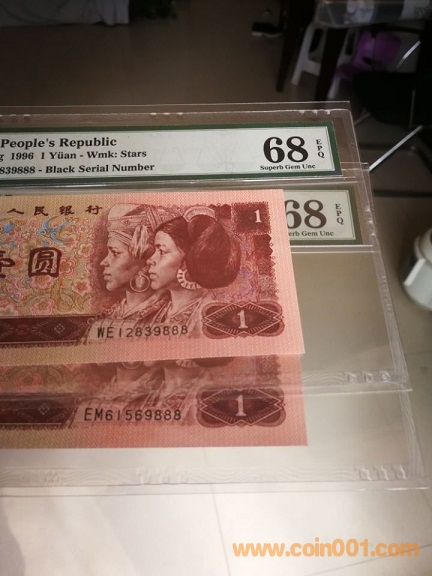 People's Republic
1996 1 Yüan - Wmk: Stars
839888 - Black Serial Number
68 EPQ
Superb Gem Unc
人民银行
1
圆
WE12839888
1
68 EPQ
Superb Gem Unc
EM61569888
1
www.coin001.com